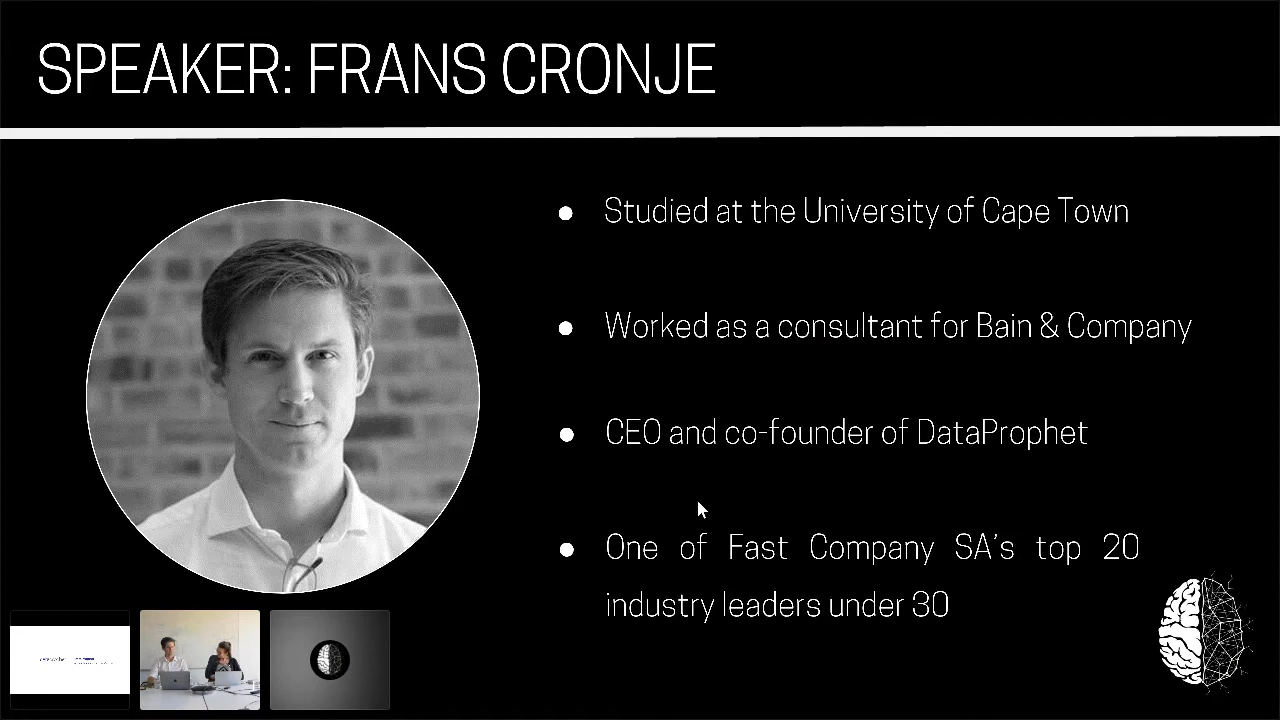 SPEAKER: FRANS CRONJE
● Studied at the University of Cape Town
● Worked as a consultant for Bain & Company
● CEO and co-founder of DataProphet
● One of Fast Company SA's top 20
industry leaders under 30